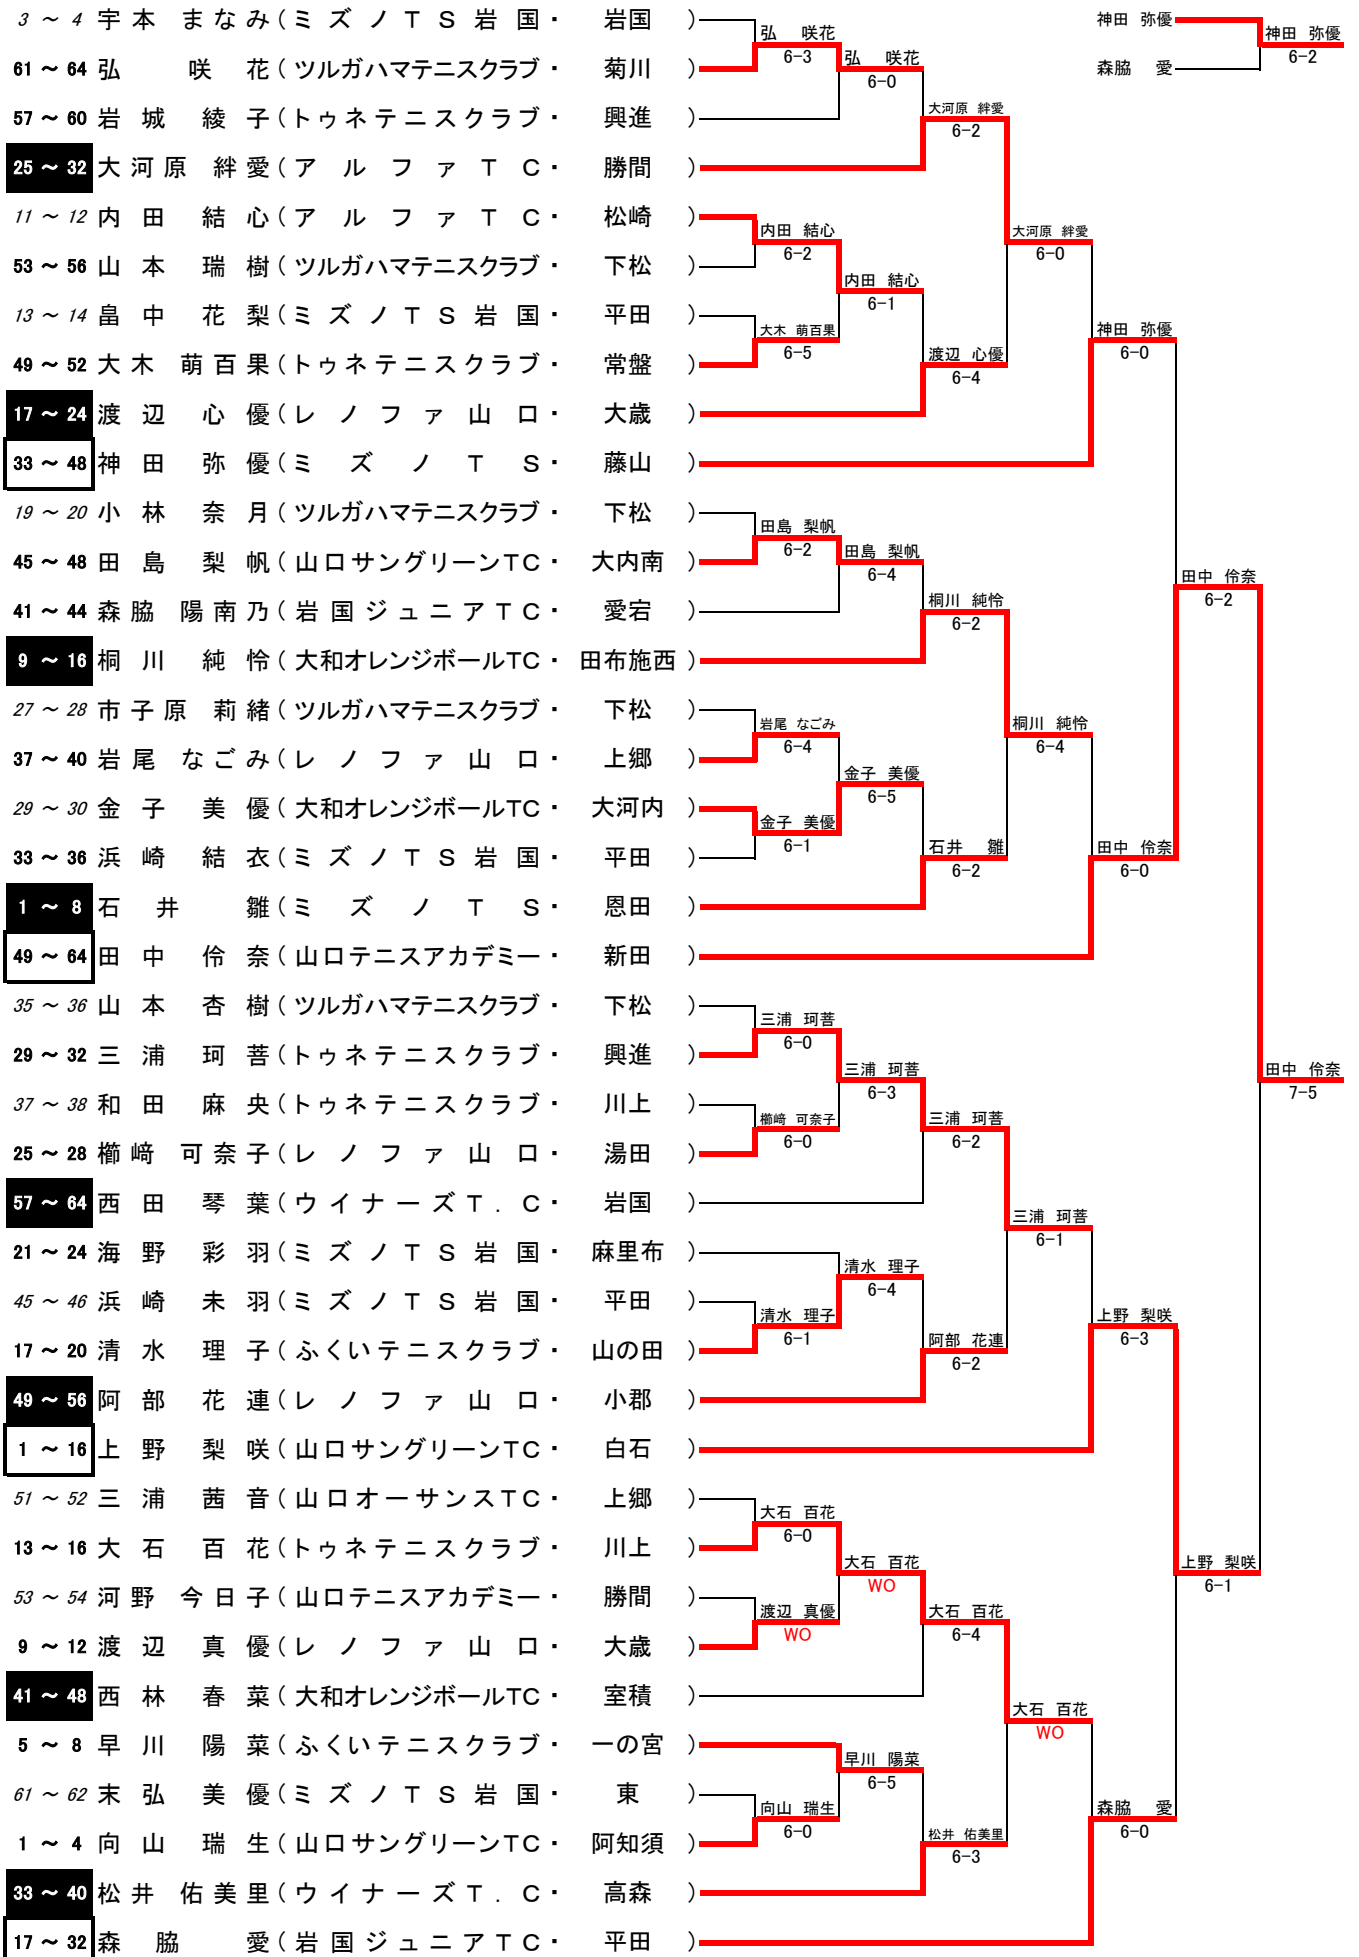 3 ～ 4 宇本 まなみ(ミズノTS岩国・ 岩国 )
61 ～ 64 弘 咲花(ツルガハマテニスクラブ・ 菊川 )
57 ～ 60 岩城 綾子(トゥネテニスクラブ・ 興進 )
25 ～ 32 大河原 絆愛(アルファTC・ 勝間 )
11 ～ 12 内田 結心(アルファTC・ 松崎 )
53 ～ 56 山本 瑞樹(ツルガハマテニスクラブ・ 下松 )
13 ～ 14 畠中 花梨(ミズノTS岩国・ 平田 )
49 ～ 52 大木 萌百果(トゥネテニスクラブ・ 常盤 )
17 ～ 24 渡辺 心優(レノファ山口・ 大歳 )
33 ～ 48 神田 弥優(ミズノTS・ 藤山 )
19 ～ 20 小林 奈月(ツルガハマテニスクラブ・ 下松 )
45 ～ 48 田島 梨帆(山口サングリーンTC・ 大内南 )
41 ～ 44 森脇 陽南乃(岩国ジュニアTC・ 愛宕 )
9 ～ 16 桐川 純怜(大和オレンジボールTC・ 田布施西 )
27 ～ 28 市子原 莉緒(ツルガハマテニスクラブ・ 下松 )
37 ～ 40 岩尾 なごみ(レノファ山口・ 上郷 )
29 ～ 30 金子 美優(大和オレンジボールTC・ 大河内 )
33 ～ 36 浜崎 結衣(ミズノTS岩国・ 平田 )
1 ～ 8 石井 雛(ミズノTS・ 恩田 )
49 ～ 64 田中 伶奈(山口テニスアカデミー・ 新田 )
35 ～ 36 山本 杏樹(ツルガハマテニスクラブ・ 下松 )
29 ～ 32 三浦 珂菩(トゥネテニスクラブ・ 興進 )
37 ～ 38 和田 麻央(トゥネテニスクラブ・ 川上 )
25 ～ 28 櫛﨑 可奈子(レノファ山口・ 湯田 )
57 ～ 64 西田 琴葉(ウイナーズT．C・ 岩国 )
21 ～ 24 海野 彩羽(ミズノTS岩国・ 麻里布 )
45 ～ 46 浜崎 未羽(ミズノTS岩国・ 平田 )
17 ～ 20 清水 理子(ふくいテニスクラブ・ 山の田 )
49 ～ 56 阿部 花連(レノファ山口・ 小郡 )
1 ～ 16 上野 梨咲(山口サングリーンTC・ 白石 )
51 ～ 52 三浦 茜音(山口オーサンスTC・ 上郷 )
13 ～ 16 大石 百花(トゥネテニスクラブ・ 川上 )
53 ～ 54 河野 今日子(山口テニスアカデミー・ 勝間 )
9 ～ 12 渡辺 真優(レノファ山口・ 大歳 )
41 ～ 48 西林 春菜(大和オレンジボールTC・ 室積 )
5 ～ 8 早川 陽菜(ふくいテニスクラブ・ 一の宮 )
61 ～ 62 末弘 美優(ミズノTS岩国・ 東 )
1 ～ 4 向山 瑞生(山口サングリーンTC・ 阿知須 )
33 ～ 40 松井 佑美里(ウイナーズT．C・ 高森 )
17 ～ 32 森脇 愛(岩国ジュニアTC・ 平田 )
弘 咲花
6-3
内田 結心
6-2
大木 萌百果
6-5
田島 梨帆
6-2
岩尾 なごみ
6-4
金子 美優
6-1
三浦 珂菩
6-0
櫛﨑 可奈子
6-0
清水 理子
6-1
大石 百花
6-0
渡辺 真優
WO
向山 瑞生
6-0
弘 咲花
6-0
内田 結心
6-1
田島 梨帆
6-4
金子 美優
6-5
三浦 珂菩
6-3
清水 理子
6-4
大石 百花
WO
早川 陽菜
6-5
大河原 絆愛
6-2
渡辺 心優
6-4
桐川 純怜
6-2
石井 雛
6-2
三浦 珂菩
6-2
阿部 花連
6-2
大石 百花
6-4
松井 佑美里
6-3
大河原 絆愛
6-0
桐川 純怜
6-4
三浦 珂菩
6-1
大石 百花
WO
神田 弥優
6-0
田中 伶奈
6-0
上野 梨咲
6-3
森脇 愛
6-0
田中 伶奈
6-2
上野 梨咲
6-1
田中 伶奈
7-5
神田 弥優
森脇 愛
神田 弥優
6-2